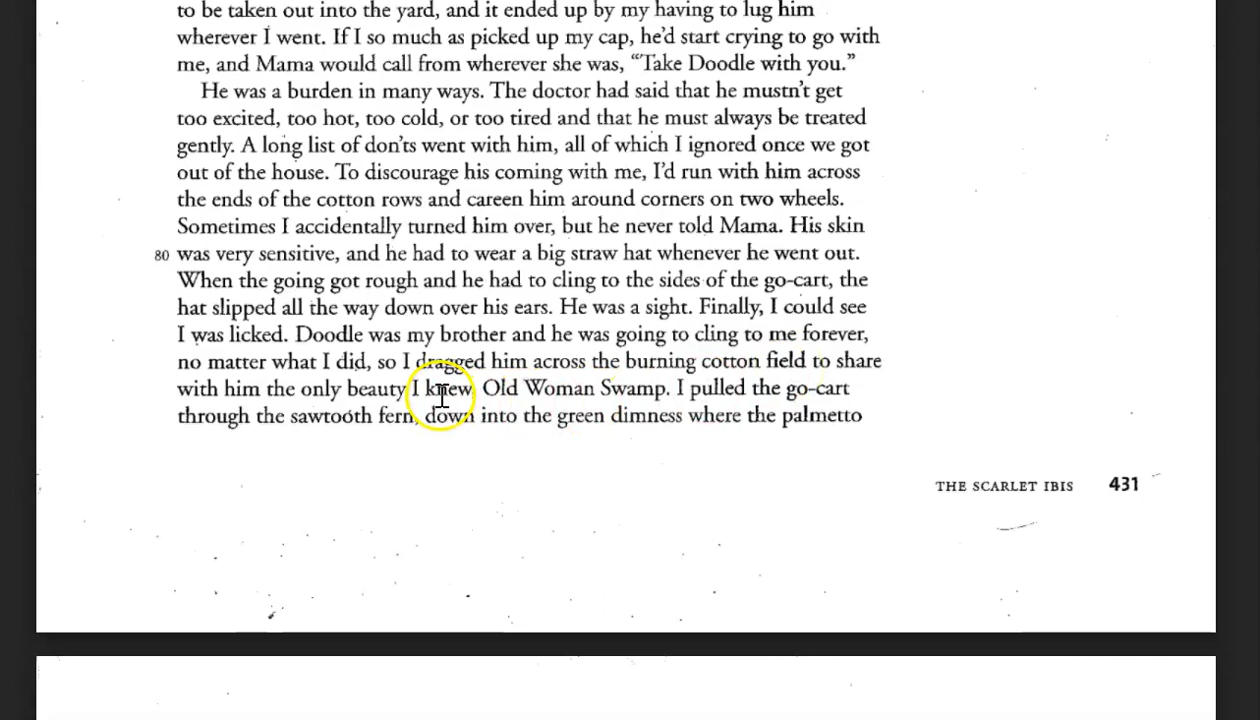 to be taken out into the yard, and it ended up by my having to lug him
wherever I went. If I so much as picked up my cap, he’d start crying to go with
me, and Mama would call from wherever she was, “Take Doodle with you.”
He was a burden in many ways. The doctor had said that he mustn’t get
too excited, too hot, too cold, or too tired and that he must always be treated
gently. A long list of don’ts went with him, all of which I ignored once we got
out of the house. To discourage his coming with me, I’d run with him across
the ends of the cotton rows and careen him around corners on two wheels.
Sometimes I accidentally turned him over, but he never told Mama. His skin
80 was very sensitive, and he had to wear a big straw hat whenever he went out.
When the going got rough and he had to cling to the sides of the go-cart, the
hat slipped all the way down over his ears. He was a sight. Finally, I could see
I was licked. Doodle was my brother and he was going to cling to me forever,
no matter what I did, so I dragged him across the burning cotton field to share
with him the only beauty I knew, Old Woman Swamp. I pulled the go-cart
through the sawtooth fern, down into the green dimness where the palmetto
THE SCARLET IBIS 431